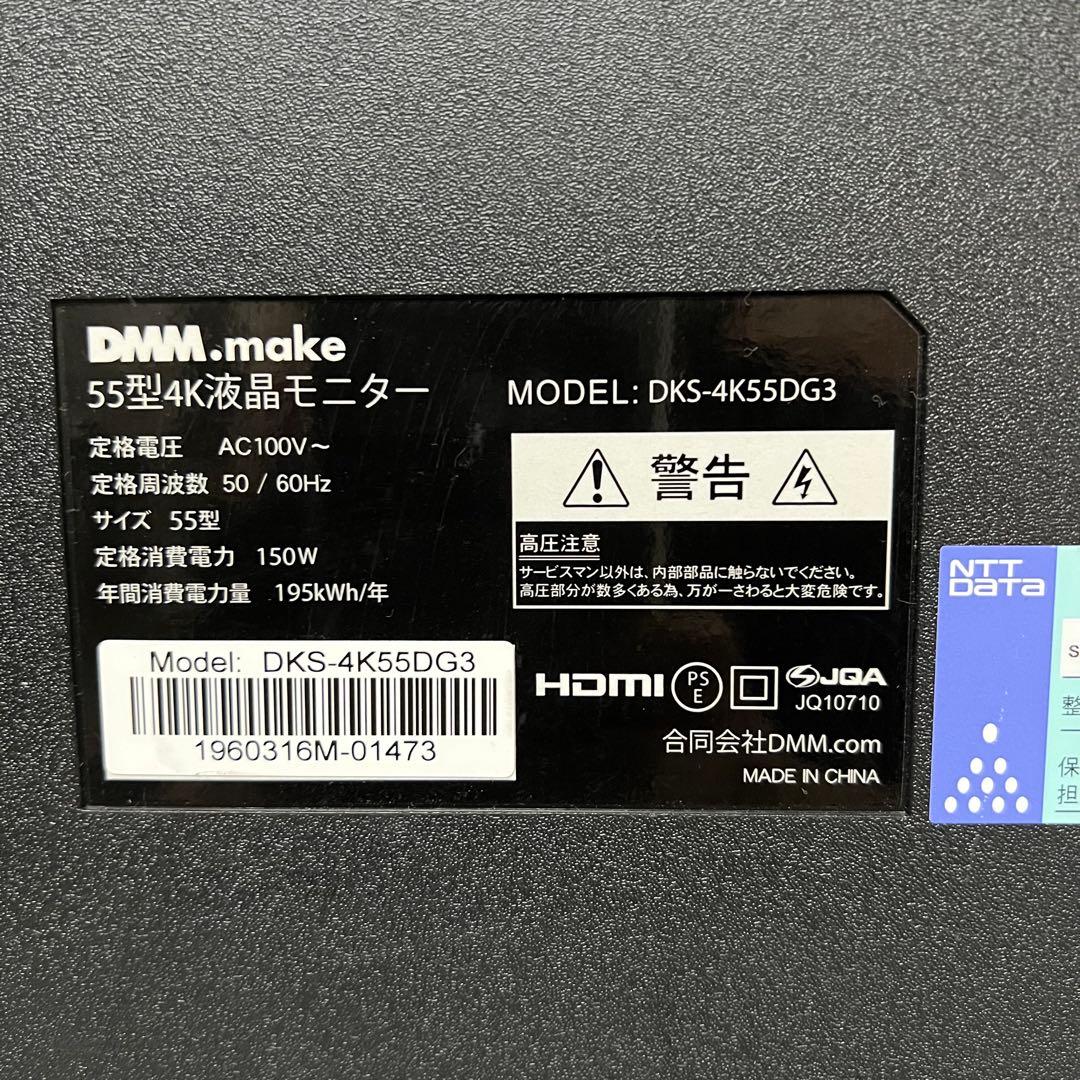 DMM.make
55型4K液晶モニター
MODEL: DKS-4K55DG3
定格電圧 AC100V～
定格周波数 50 / 60Hz
サイズ 55型
定格消費電力 150W
年間消費電力量 195kWh/年
警告
高圧注意
サービスマン以外は、内部部品に触らないでください。
高圧部分が数多くある為、万が一さわると大変危険です。
Model: DKS-4K55DG3
1960316M-01473
HDMI
PS
E
JQA
JQ10710
合同会社DMM.com
MADE IN CHINA
NTT
DATA
S
整
保
担